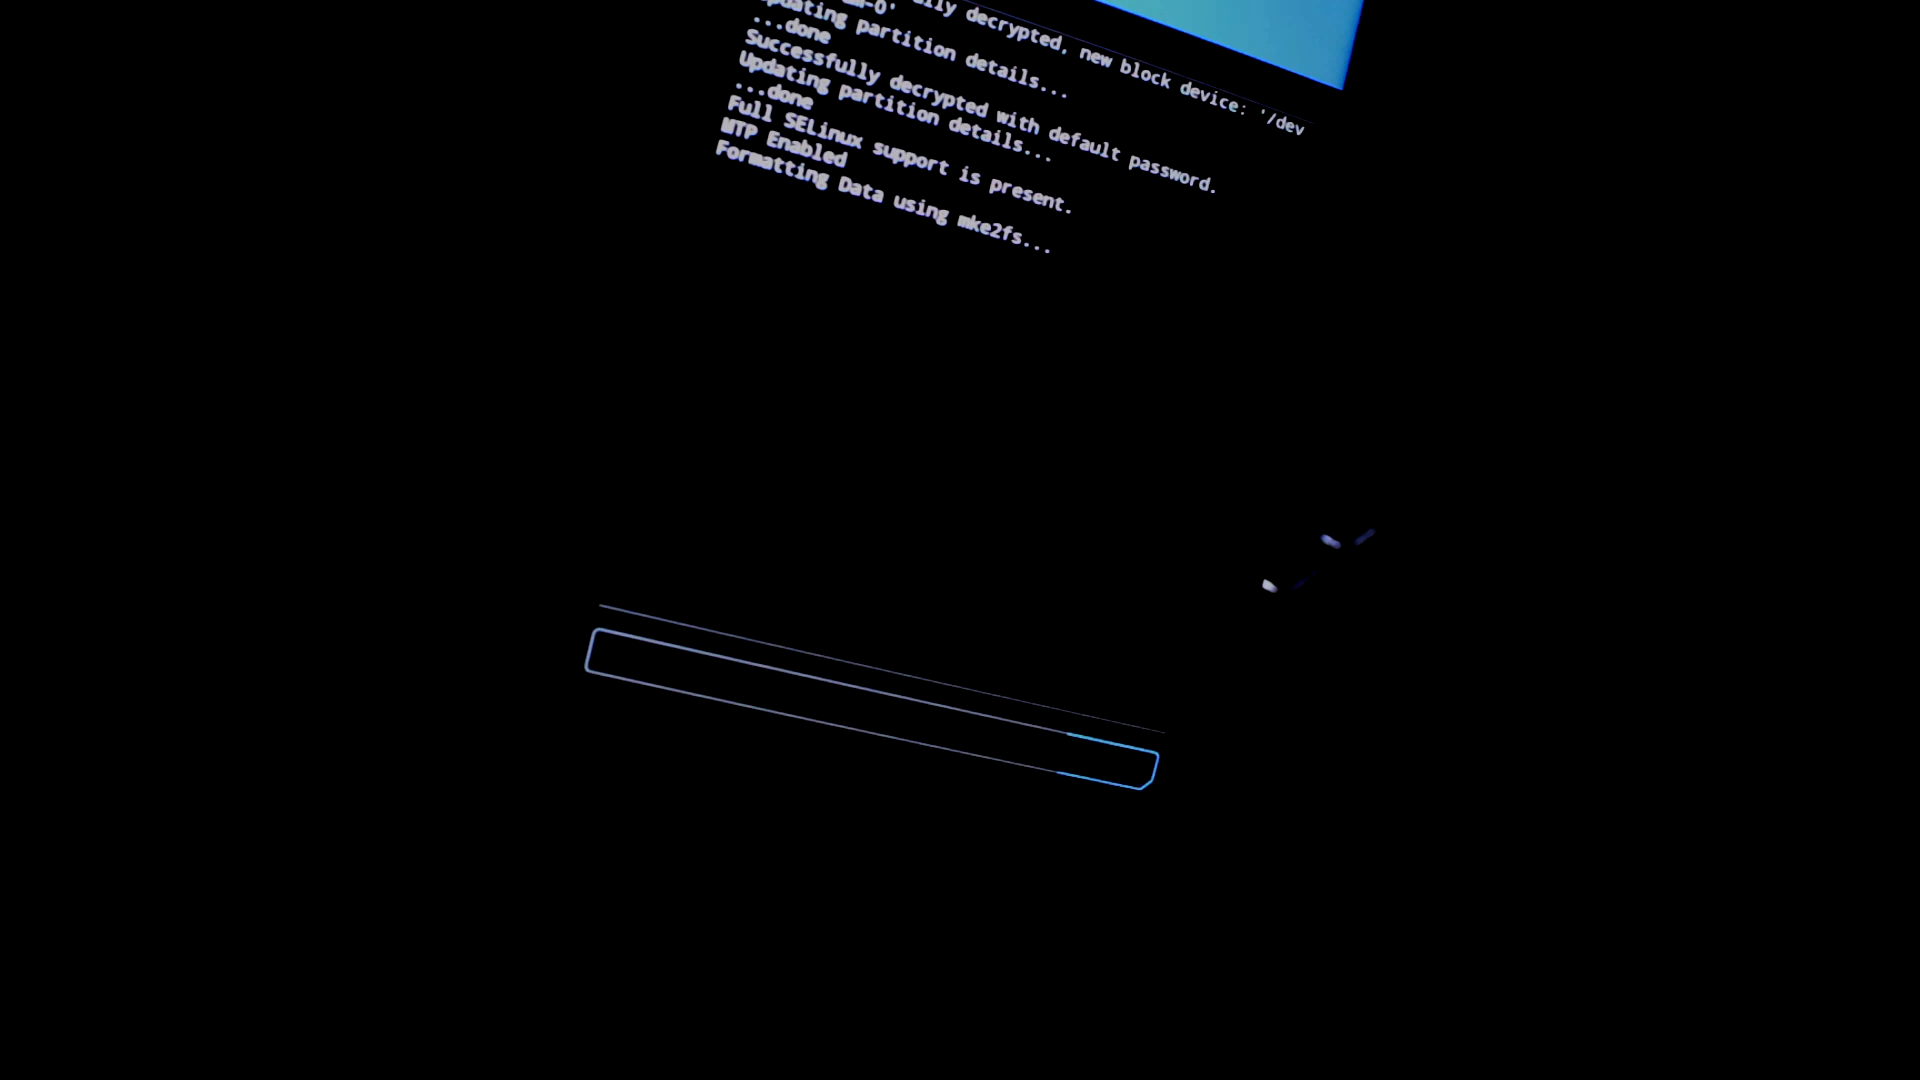 decrypted, new block device: '/dev
Updating partition details...
...done
Successfully decrypted with default password.
Updating partition details...
...done
Full SELinux support is present.
MTP Enabled
Formatting Data using mke2fs...